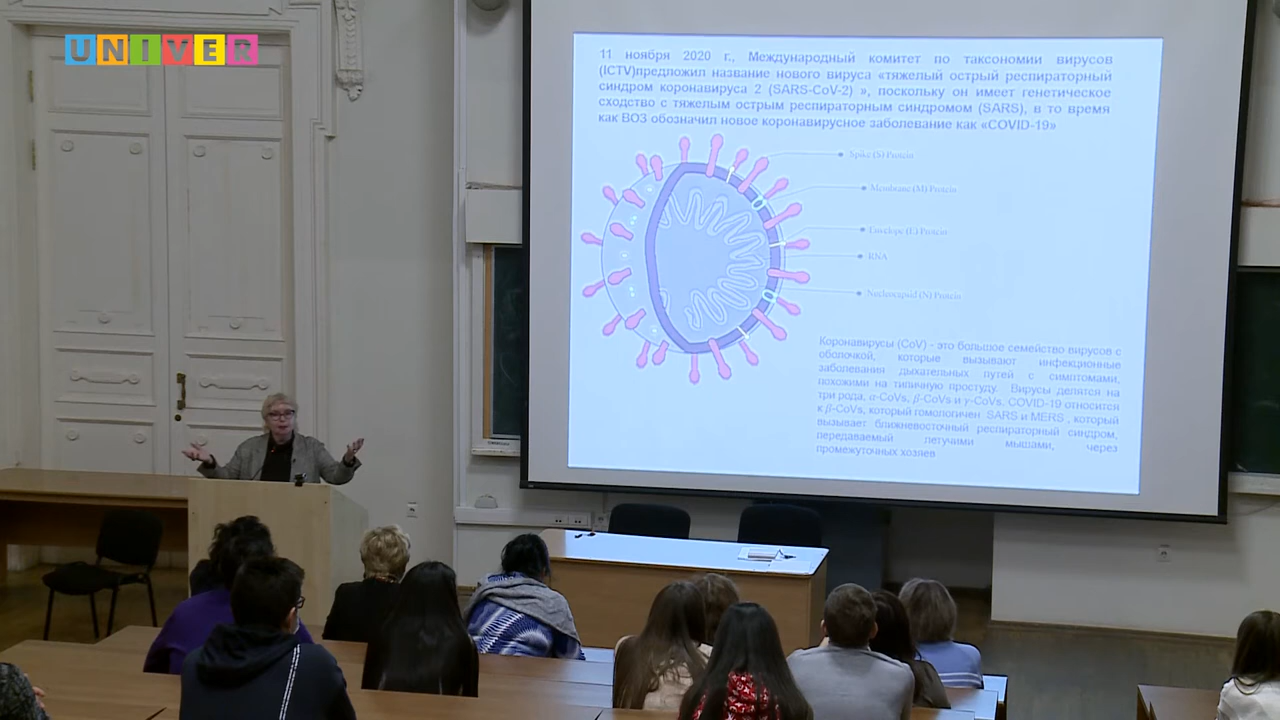 UNIVER
11 ноября 2020 г., Международный комитет по таксономии вирусов
(ICTV)предложил название нового вируса «тяжелый острый респираторный
синдром коронавируса 2 (SARS-CoV-2) », поскольку он имеет генетическое
сходство с тяжелым острым респираторным синдромом (SARS), в то время
как ВОЗ обозначил новое коронавирусное заболевание как «COVID-19»
Spike (S) Protein
Membrane (M) Protein
Envelope (E) Protein
RNA
Nucleocapsid (N) Protein
Коронавирусы (CoV) - это большое семейство вирусов с
оболочкой, которые вызывают инфекционные
заболевания дыхательных путей с симптомами,
похожими на типичную простуду. Вирусы делятся на
три рода, α-CoVs, β-CoVs и γ-CoVs. COVID-19 относится
к β-CoVs, который гомологичен SARS и MERS , который
вызывает ближневосточный респираторный синдром,
передаваемый летучими мышами, через
промежуточных хозяев